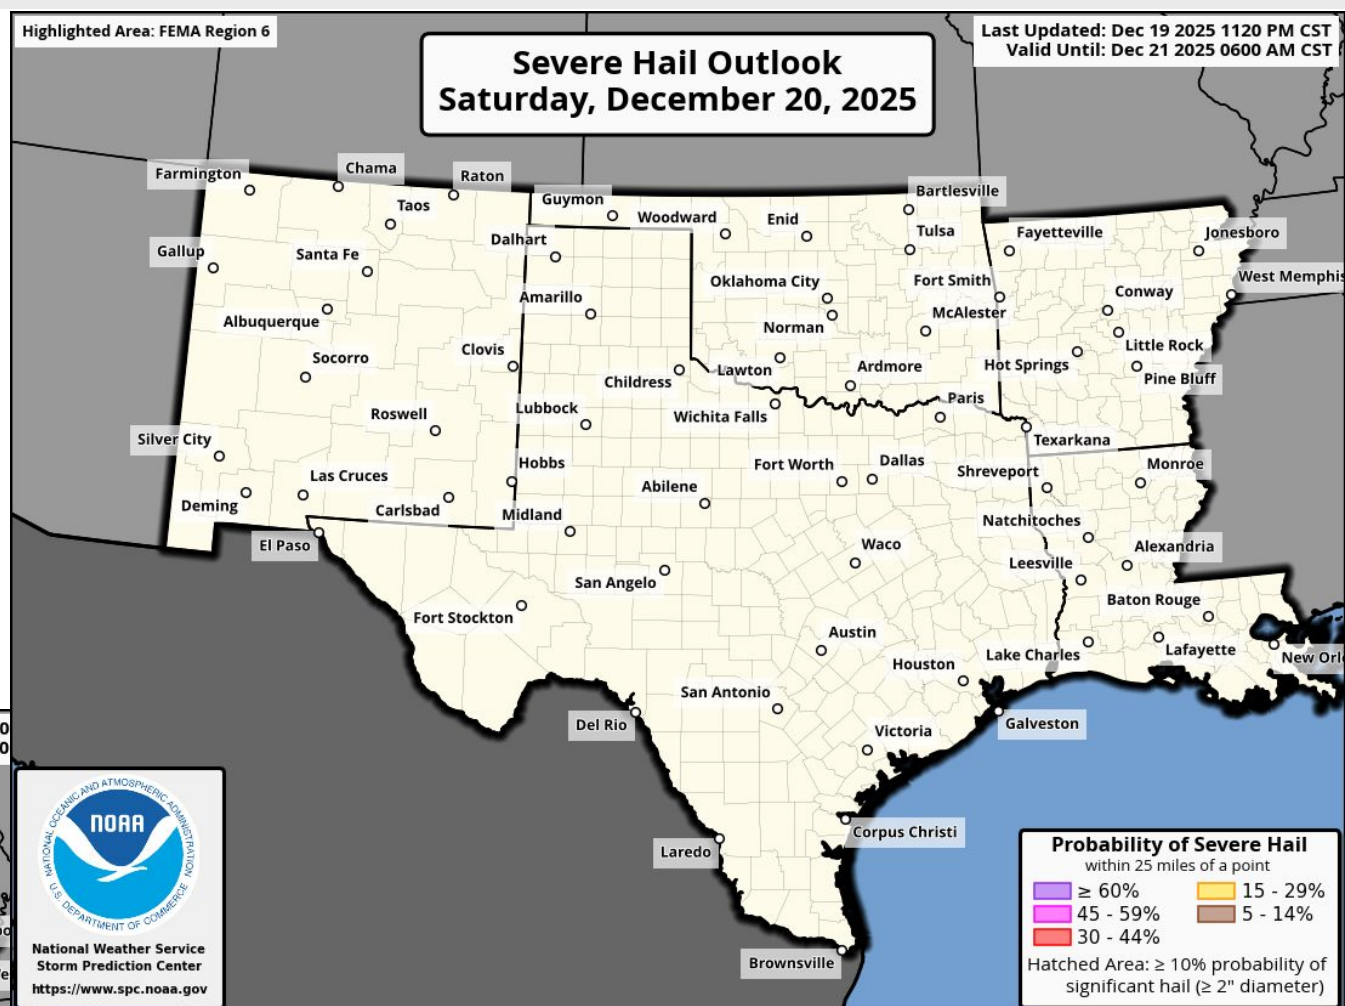 Highlighted Area: FEMA Region 6
Severe Hail Outlook
Saturday, December 20, 2025
Last Updated: Dec 19 2025 1120 PM CST
Valid Until: Dec 21 2025 0600 AM CST
Farmington
Chama
Raton
Guymon
Taos
Woodward
Enid
Bartlesville
Tulsa
Fayetteville
Jonesboro
Gallup
Santa Fe
Dalhart
Oklahoma City
Fort Smith
West Memphis
Albuquerque
Amarillo
Norman
McAlester
Conway
Little Rock
Socorro
Clovis
Childress
Lawton
Ardmore
Hot Springs
Pine Bluff
Roswell
Lubbock
Wichita Falls
Paris
Silver City
Texarkana
Las Cruces
Hobbs
Abilene
Fort Worth
Dallas
Shreveport
Monroe
Deming
Carlsbad
Midland
Natchitoches
El Paso
Waco
Alexandria
San Angelo
Leesville
Fort Stockton
Baton Rouge
Austin
Lake Charles
Lafayette
New Orl
Houston
San Antonio
Del Rio
Galveston
Victoria
Corpus Christi
Laredo
Brownsville
NATIONAL OCEANIC AND ATMOSPHERIC ADMINISTRATION
NOAA
U.S. DEPARTMENT OF COMMERCE
National Weather Service
Storm Prediction Center
https://www.spc.noaa.gov
Probability of Severe Hail
within 25 miles of a point
≥ 60%
15 - 29%
45 - 59%
5 - 14%
30 - 44%
Hatched Area: ≥ 10% probability of
significant hail (≥ 2" diameter)